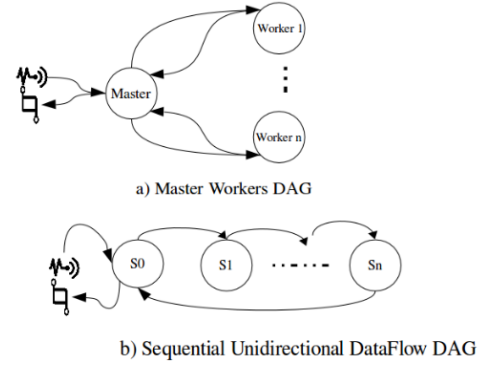 Worker 1
Master
Worker n
a) Master Workers DAG
S0
S1
Sn
b) Sequential Unidirectional DataFlow DAG